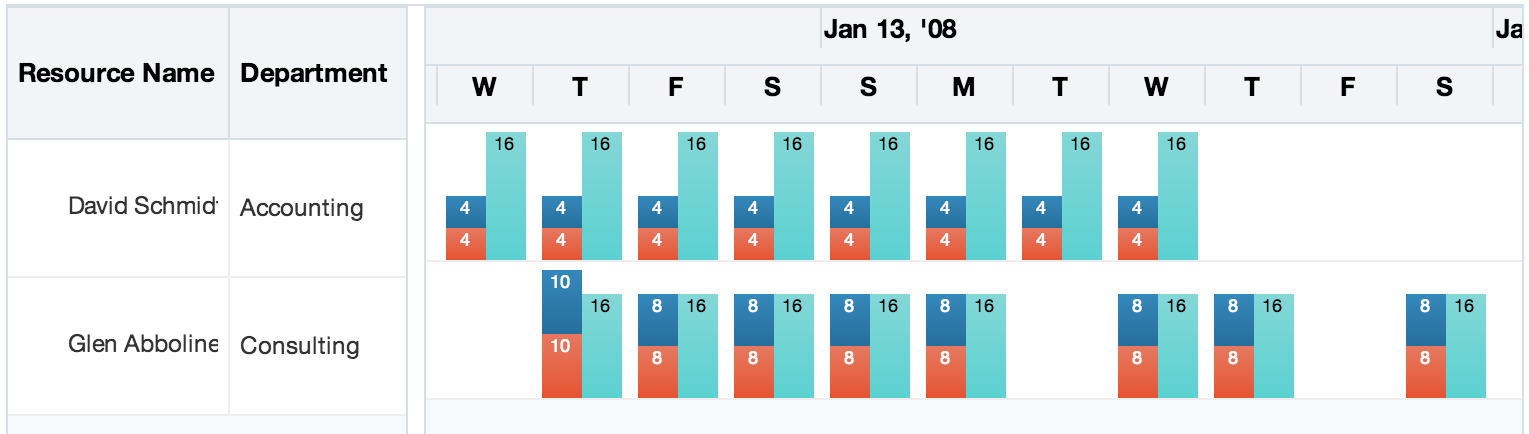 Jan 13, '08 Ja
Resource Name Department
W T F S S M T W T F S
16 16 16 16 16 16 16 16
4 4 4 4 4 4 4 4
David Schmidt Accounting
4 4 4 4 4 4 4 4
10
16 8 16 8 16 8 16 8 16 8 16 8 16 8 16
Glen Abboline Consulting
10
8 8 8 8 8 8 8